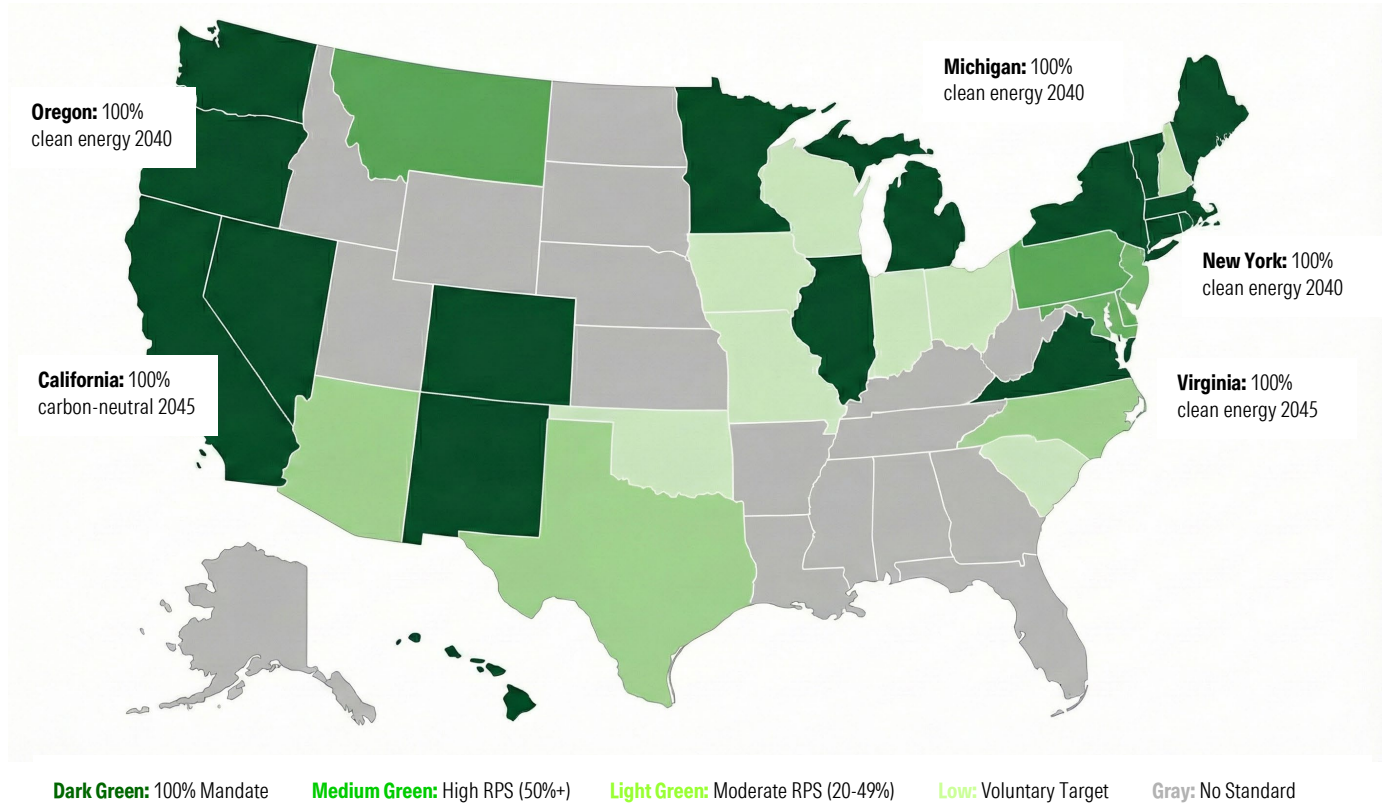 Michigan: 100%
clean energy 2040
Oregon: 100%
clean energy 2040
New York: 100%
clean energy 2040
California: 100%
carbon-neutral 2045
Virginia: 100%
clean energy 2045
Dark Green: 100% Mandate
Medium Green: High RPS (50%+)
Light Green: Moderate RPS (20-49%)
Low: Voluntary Target
Gray: No Standard